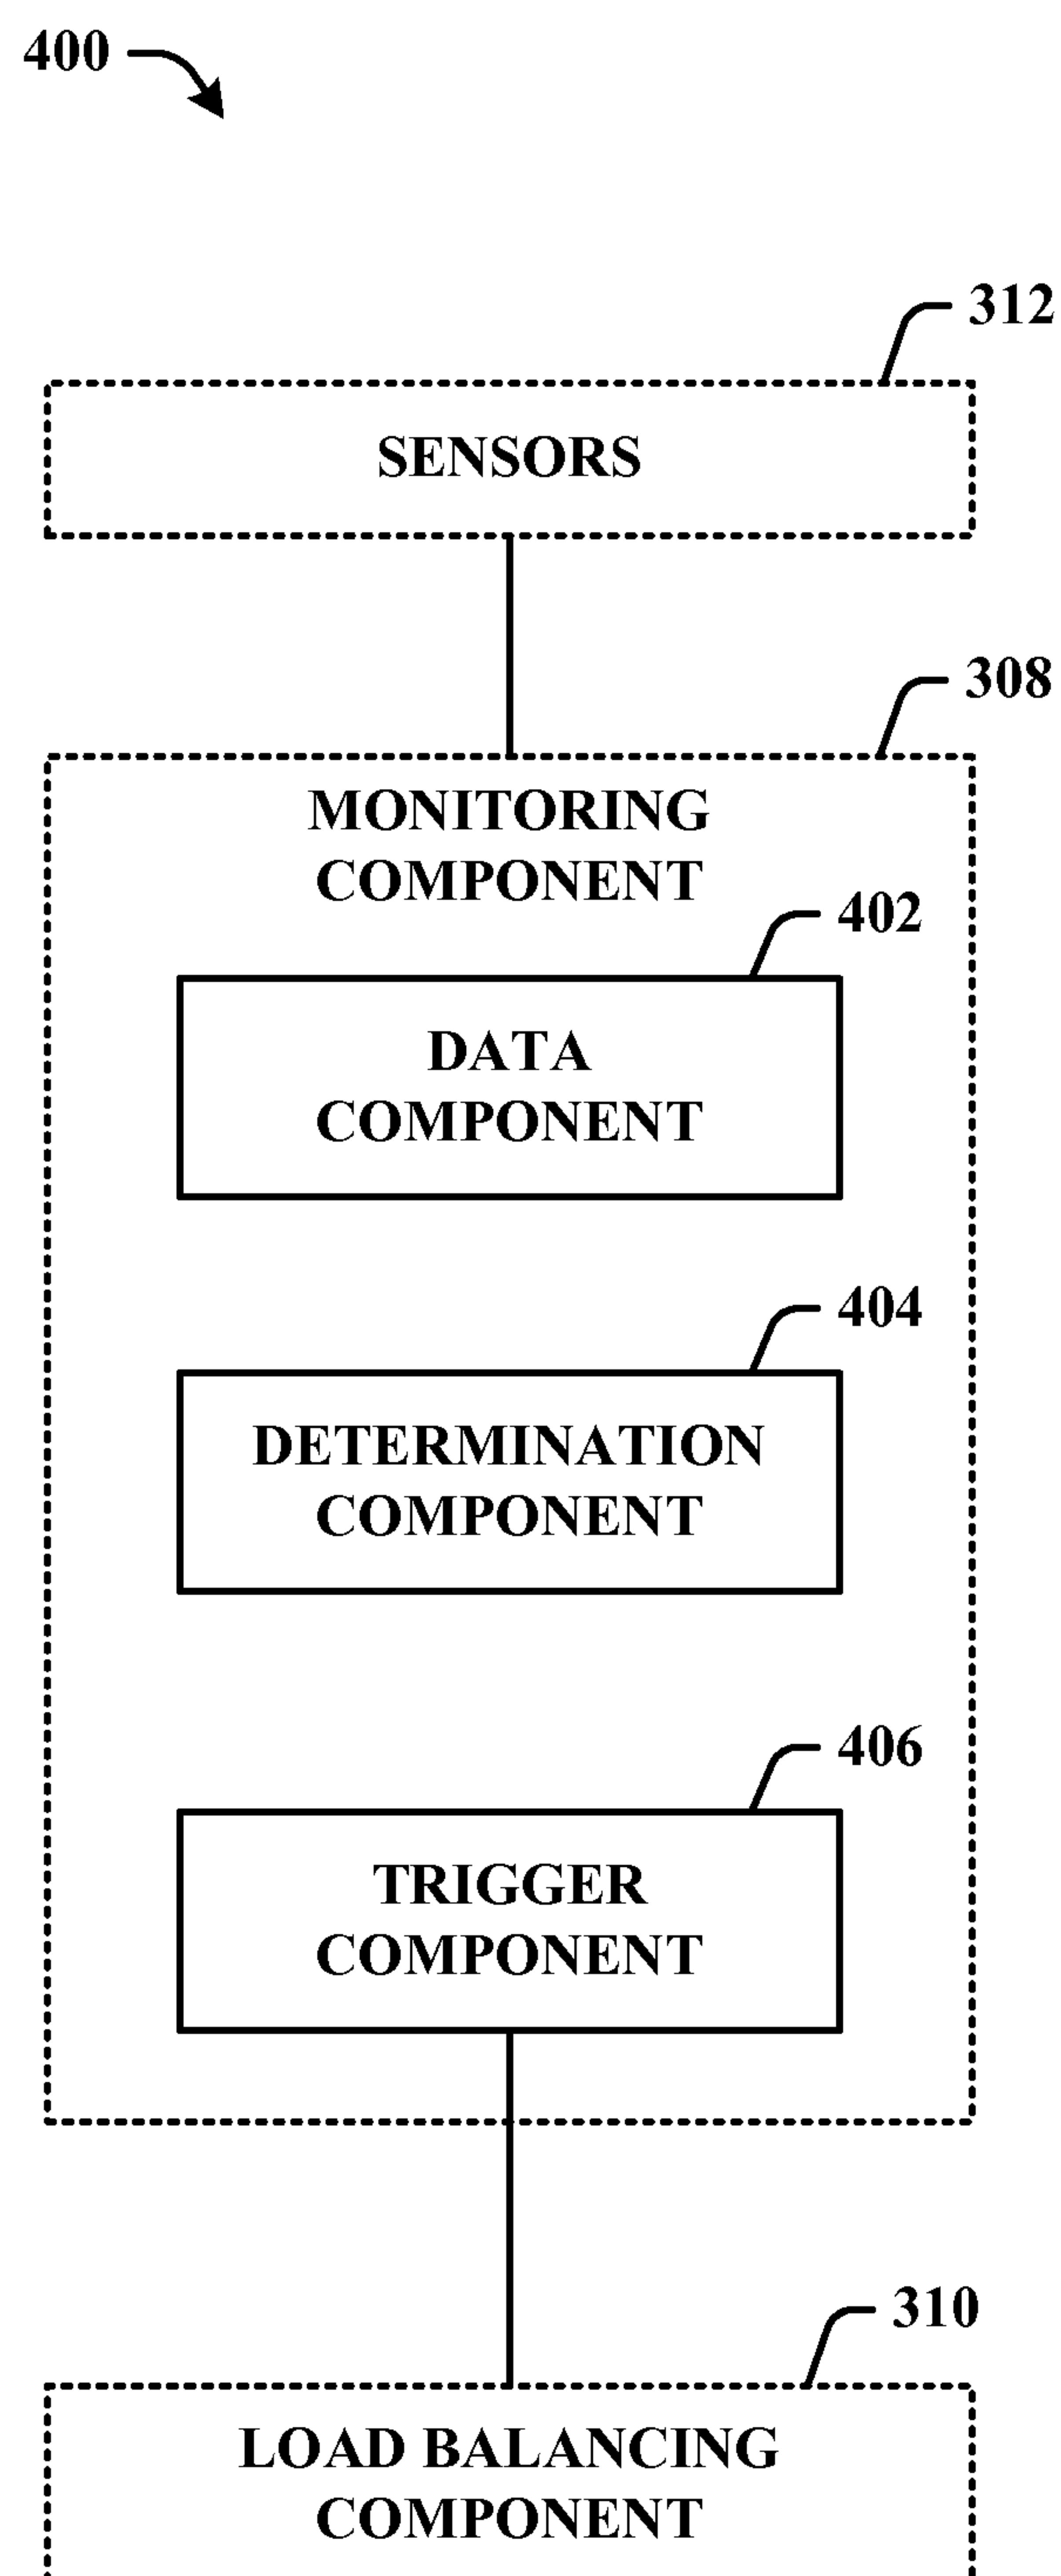 400
312
SENSORS
308
MONITORING
COMPONENT
402
DATA
COMPONENT
404
DETERMINATION
COMPONENT
406
TRIGGER
COMPONENT
310
LOAD BALANCING
COMPONENT